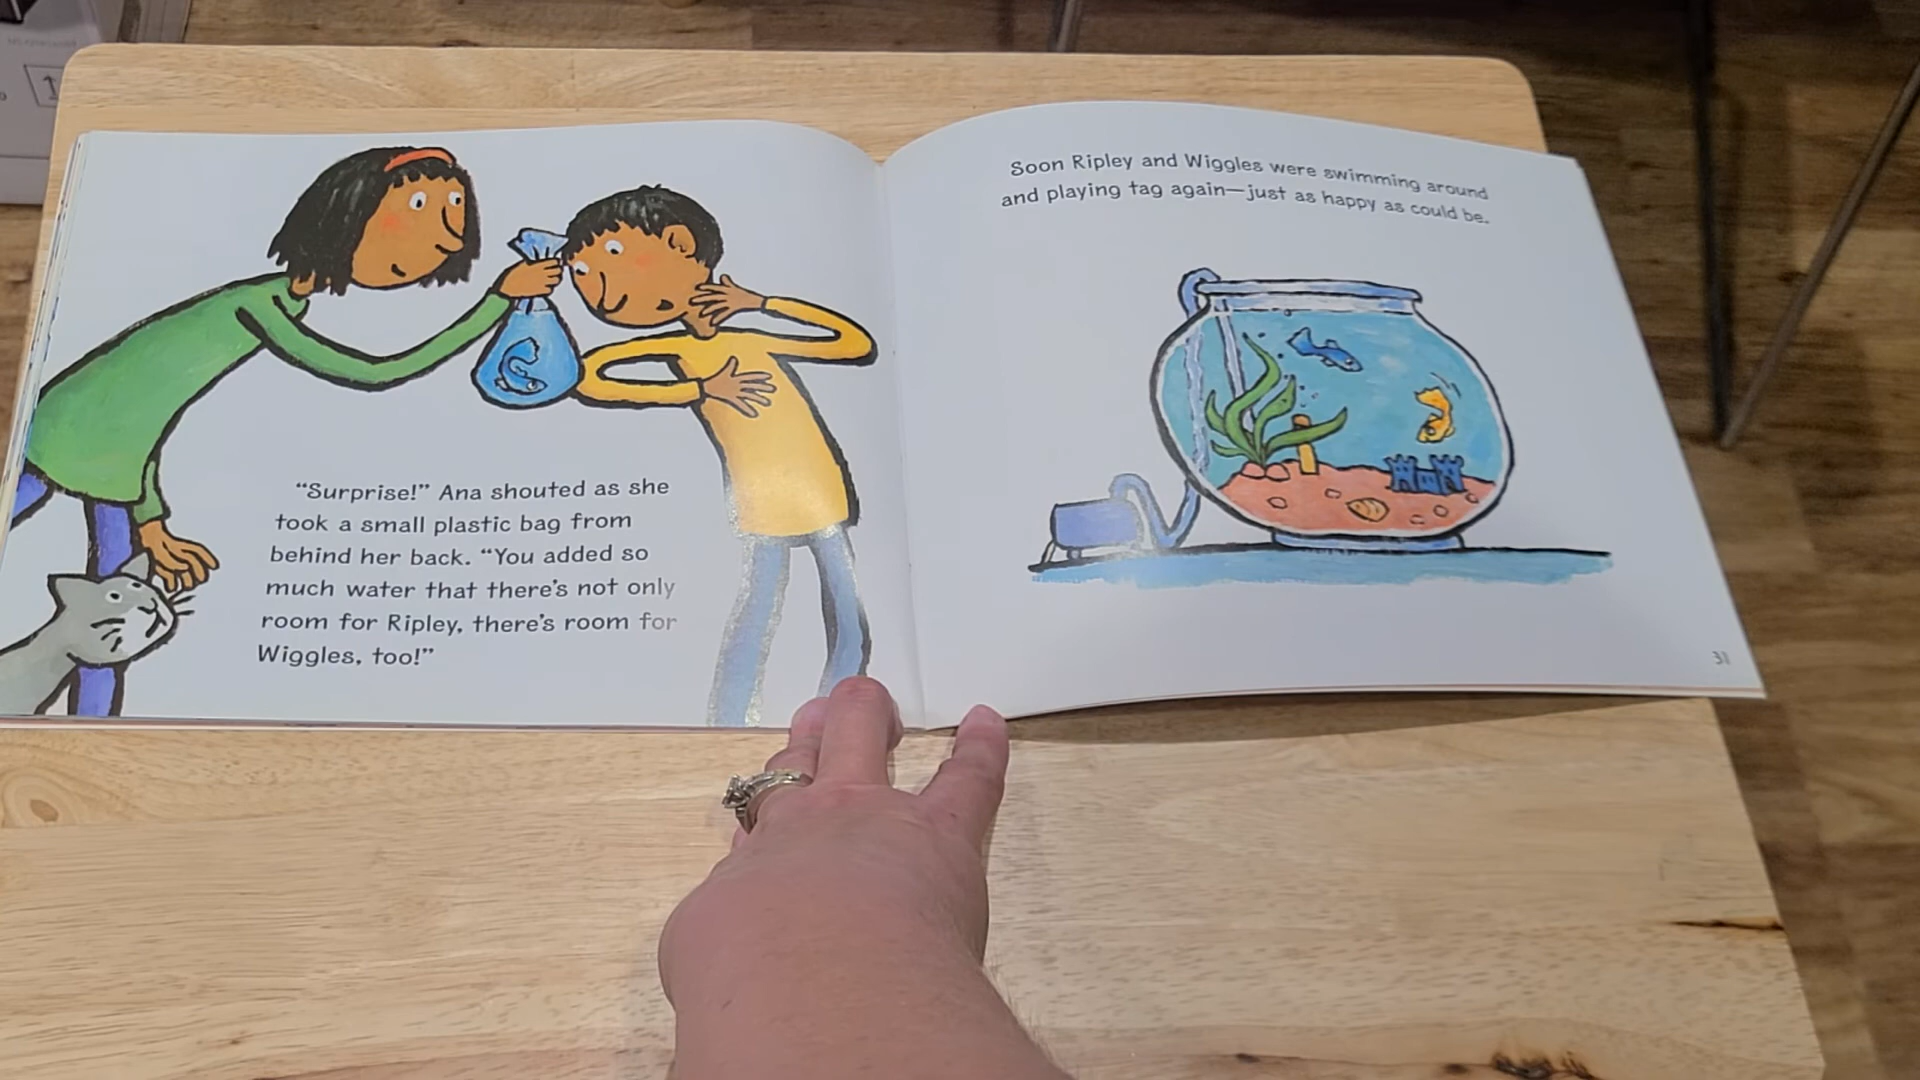 “Surprise!” Ana shouted as she
took a small plastic bag from
behind her back. “You added so
much water that there’s not only
room for Ripley, there’s room for
Wiggles, too!”
Soon Ripley and Wiggles were swimming around
and playing tag again—just as happy as could be.
31